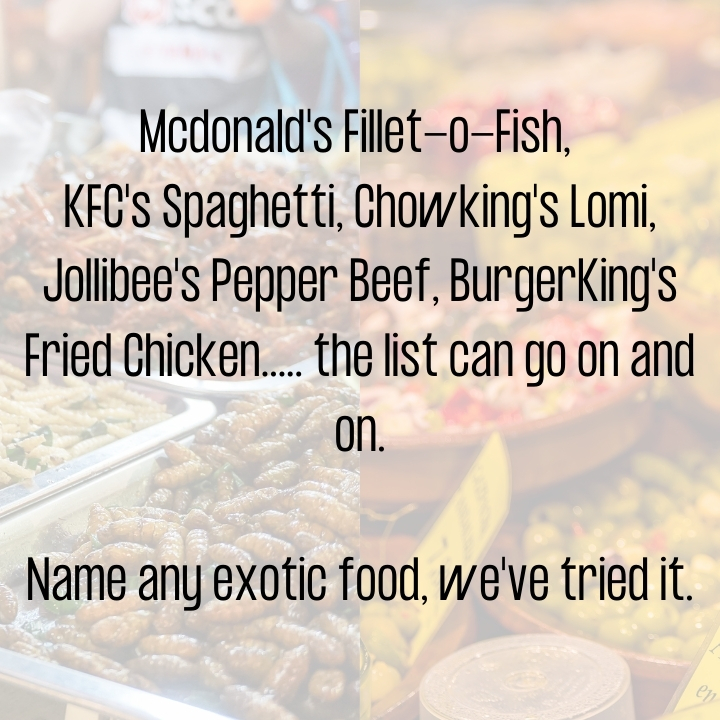 Mcdonald's Fillet-o-Fish,
KFC's Spaghetti, Chowking's Lomi,
Jollibee's Pepper Beef, BurgerKing's
Fried Chicken..... the list can go on and
on.
Name any exotic food, we've tried it.